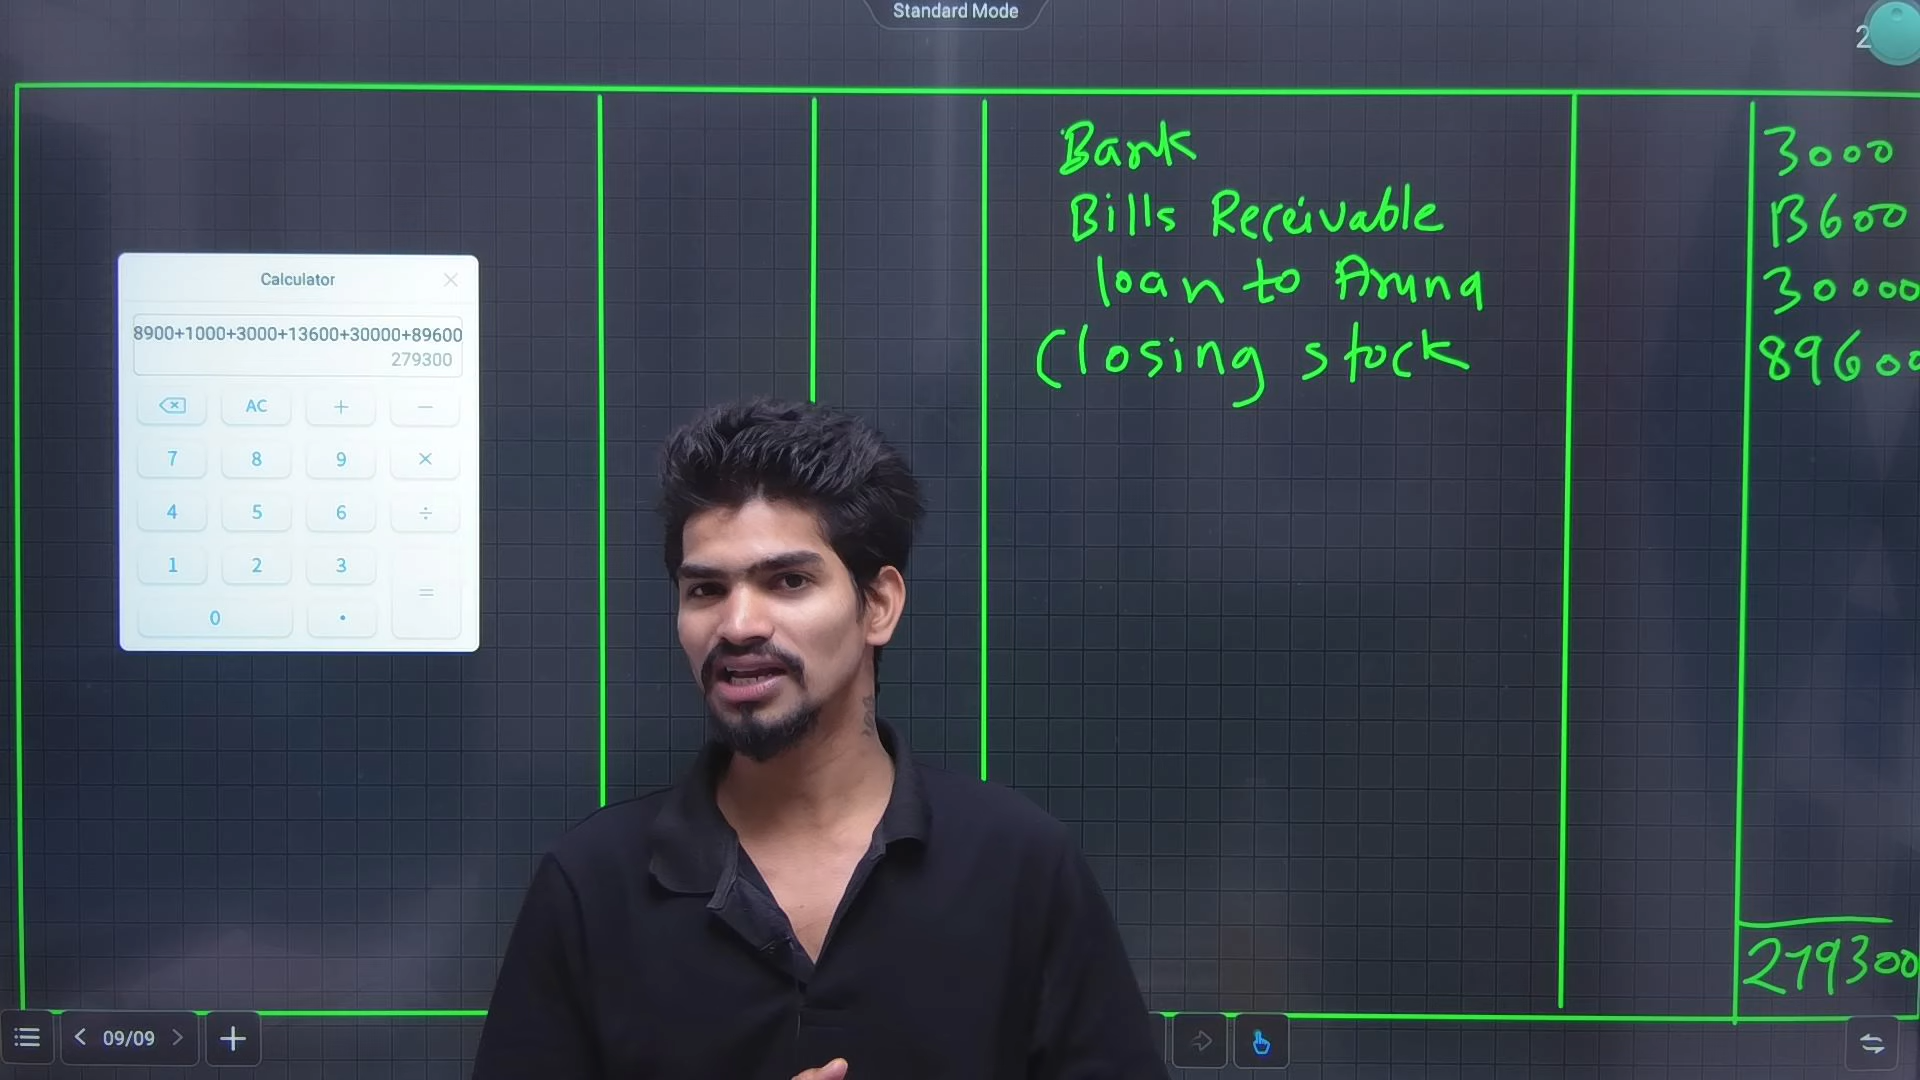 Standard Mode
2
Bank 3000
Bills Receivable 13600
loan to Aruna 30000
Closing stock 89600
279300
Calculator
8900+1000+3000+13600+30000+89600
279300
AC + −
7 8 9 ×
4 5 6 ÷
1 2 3
0 . =
09/09